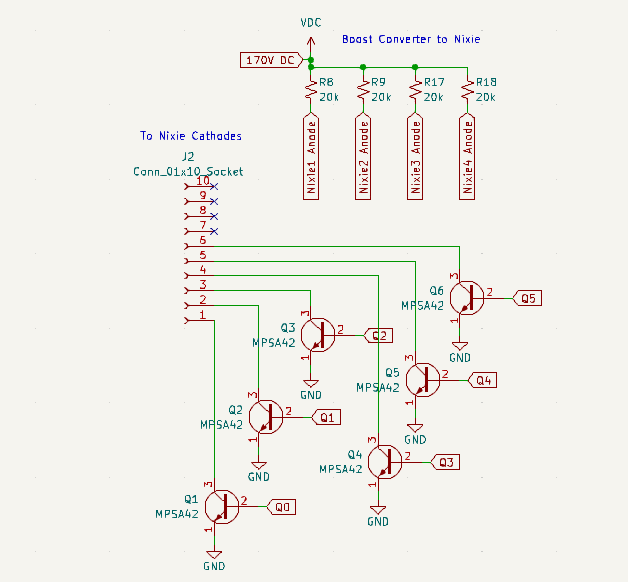 VDC
Boost Converter to Nixie
170V DC
R8
20k
R9
20k
R17
20k
R18
20k
Nixie1 Anode
Nixie2 Anode
Nixie3 Anode
Nixie4 Anode
To Nixie Cathodes
J2
Conn_01x10_Socket
10
9
8
7
6
5
4
3
2
1
Q6
MPSA42
3
2
1
Q5
GND
Q3
MPSA42
3
2
1
Q2
GND
Q5
MPSA42
3
2
1
Q4
GND
Q2
MPSA42
3
2
1
Q1
GND
Q4
MPSA42
3
2
1
Q3
GND
Q1
MPSA42
3
2
1
Q0
GND